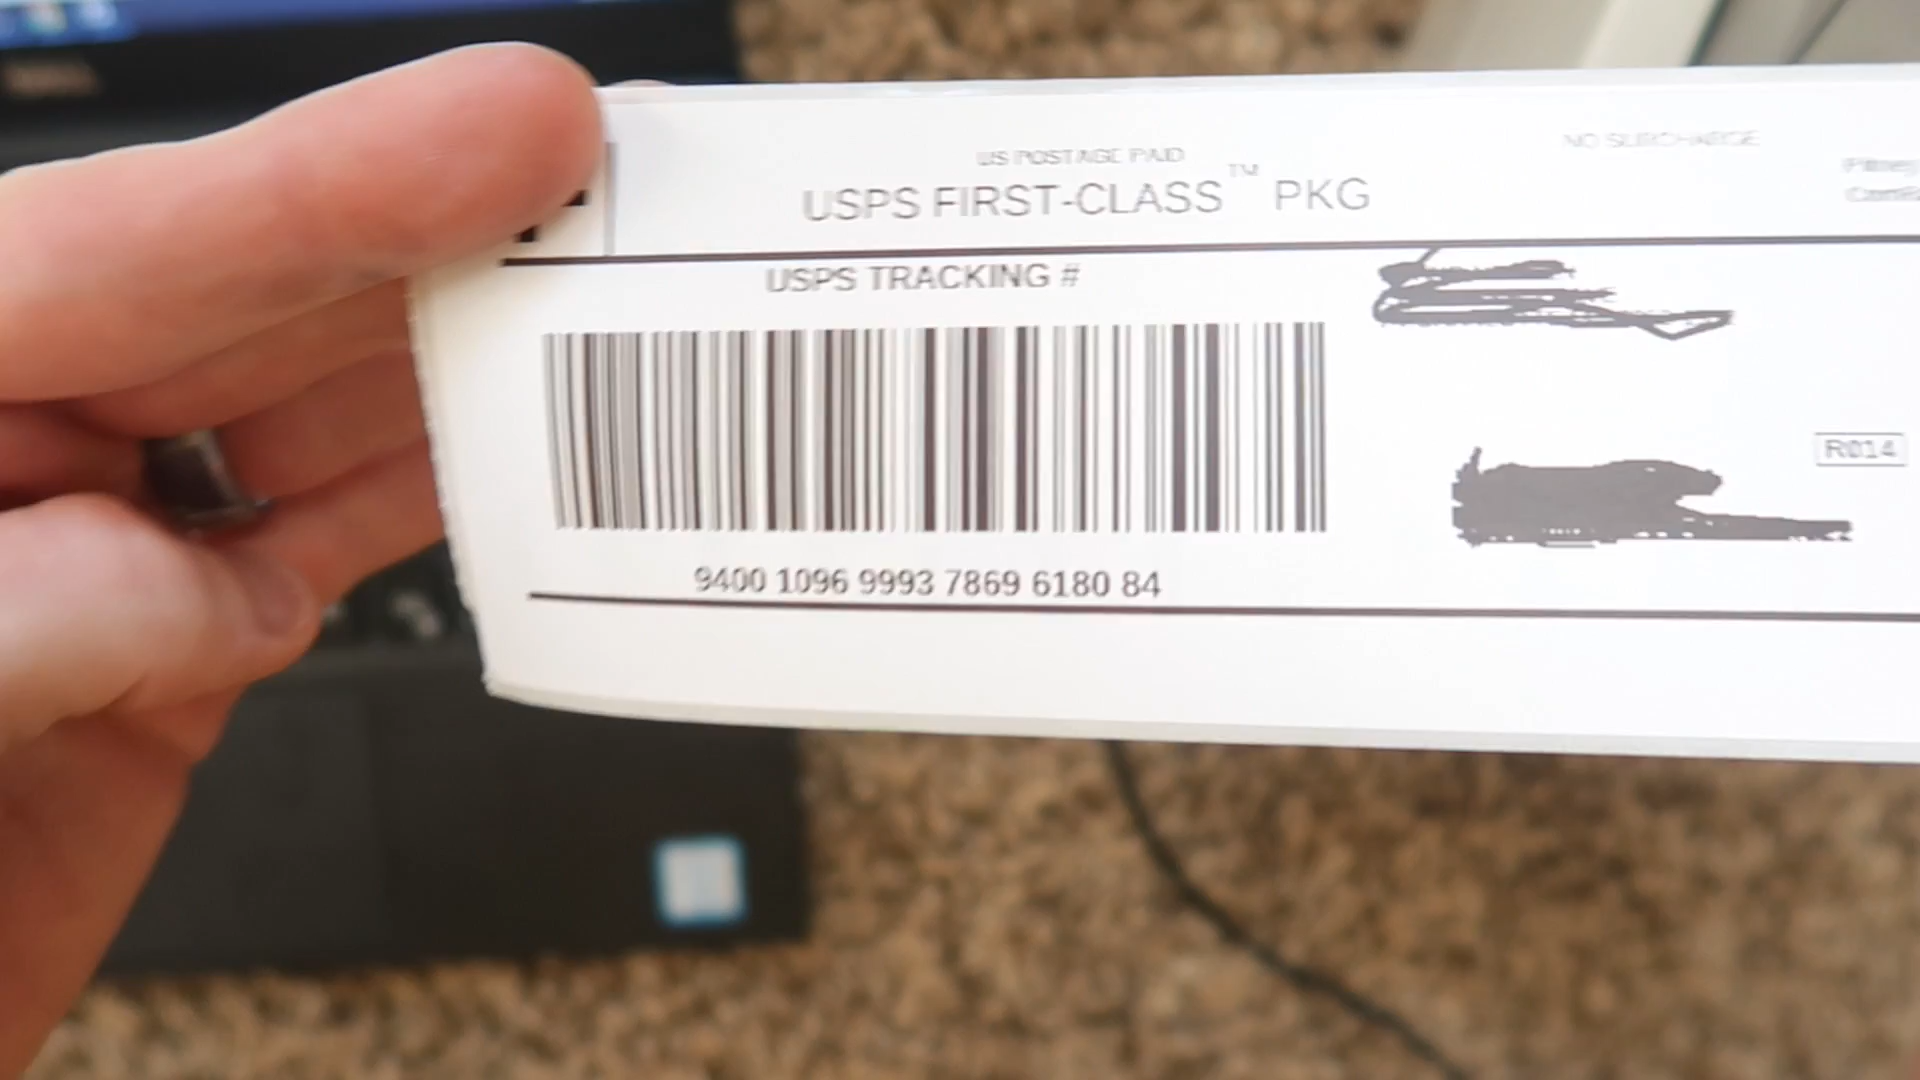 US POSTAGE PAID
USPS FIRST-CLASS™ PKG
NO SURCHARGE
USPS TRACKING #
R014
9400 1096 9993 7869 6180 84